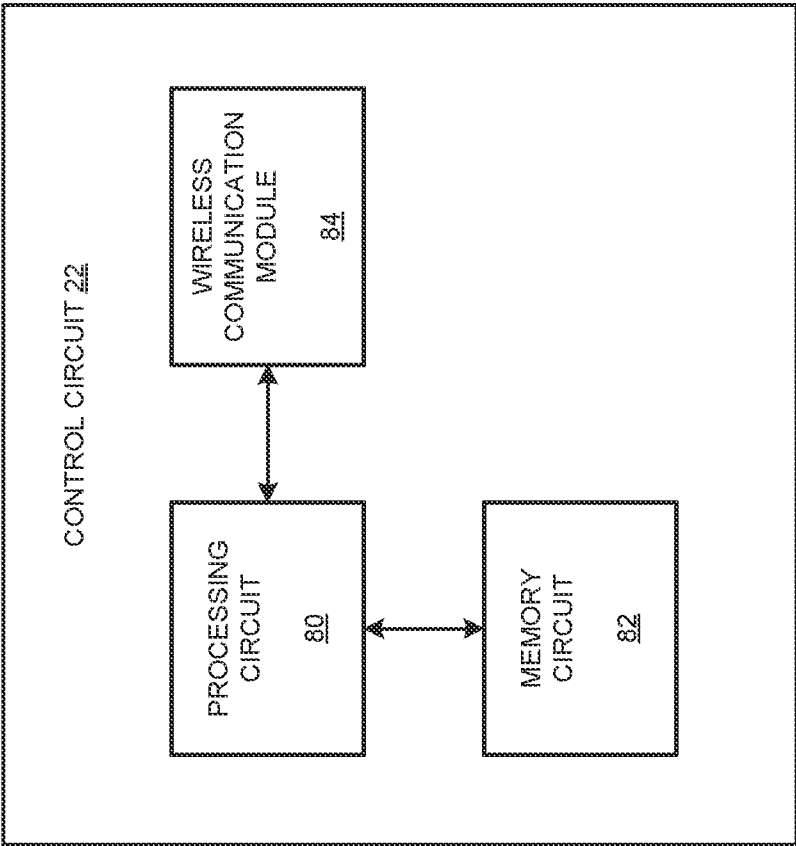 CONTROL CIRCUIT 22
PROCESSING
CIRCUIT
80
WIRELESS
COMMUNICATION
MODULE
84
MEMORY
CIRCUIT
82